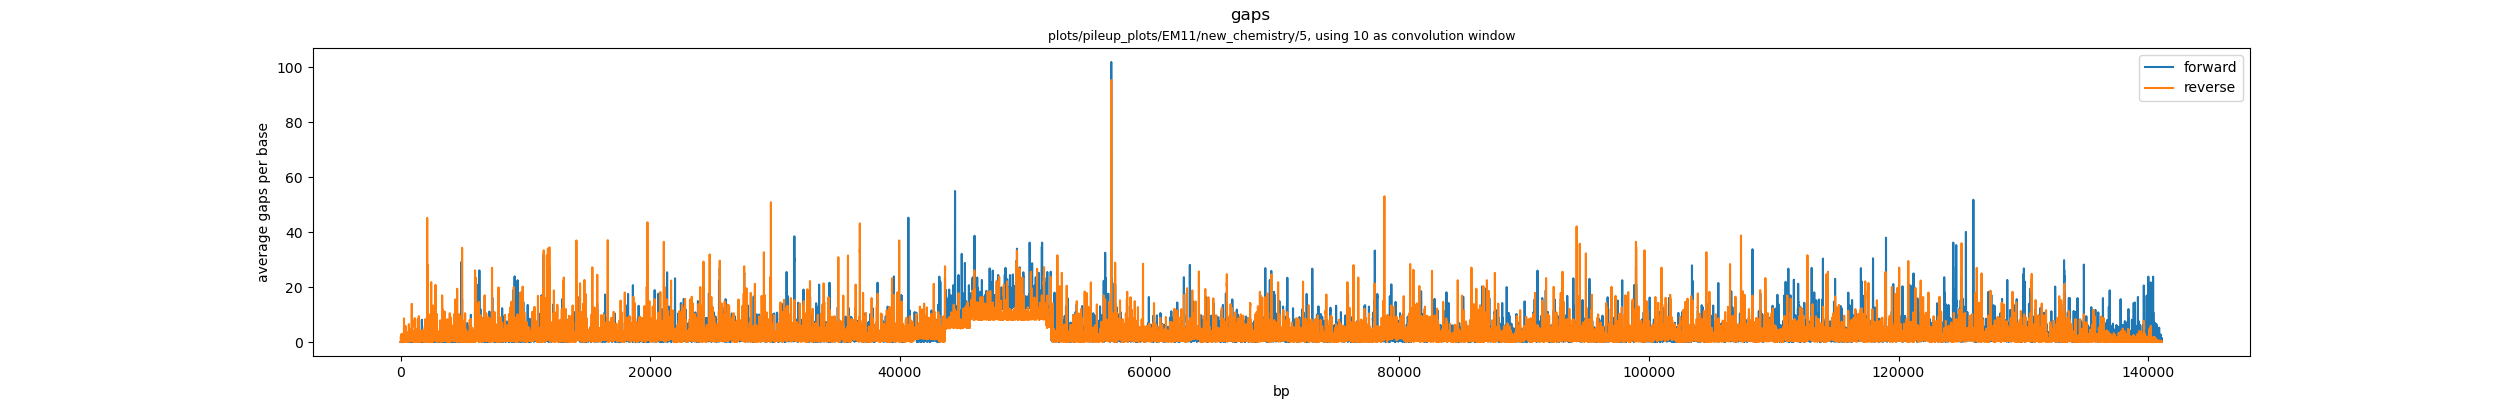 gaps
plots/pileup_plots/EM11/new_chemistry/5, using 10 as convolution window
average gaps per base
100
80
60
40
20
0
forward
reverse
0 20000 40000 60000 80000 100000 120000 140000
bp